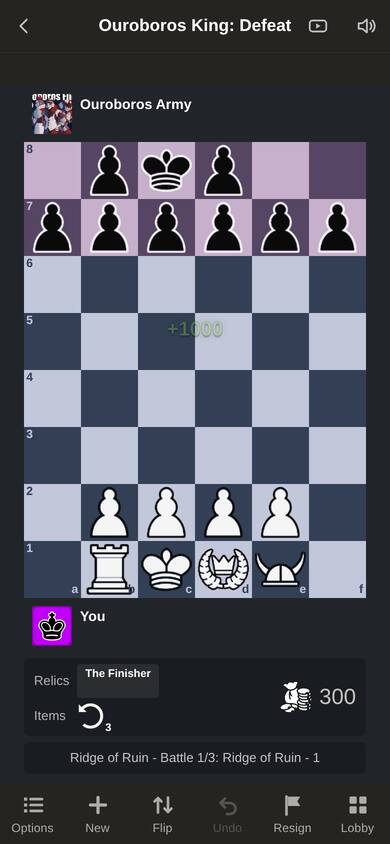 Ouroboros King: Defeat
Ouroboros Army
8
7
6
5
+1000
4
3
2
1
a
b
c
d
e
f
You
Relics
The Finisher
Items
3
300
Ridge of Ruin - Battle 1/3: Ridge of Ruin - 1
Options
New
Flip
Undo
Resign
Lobby